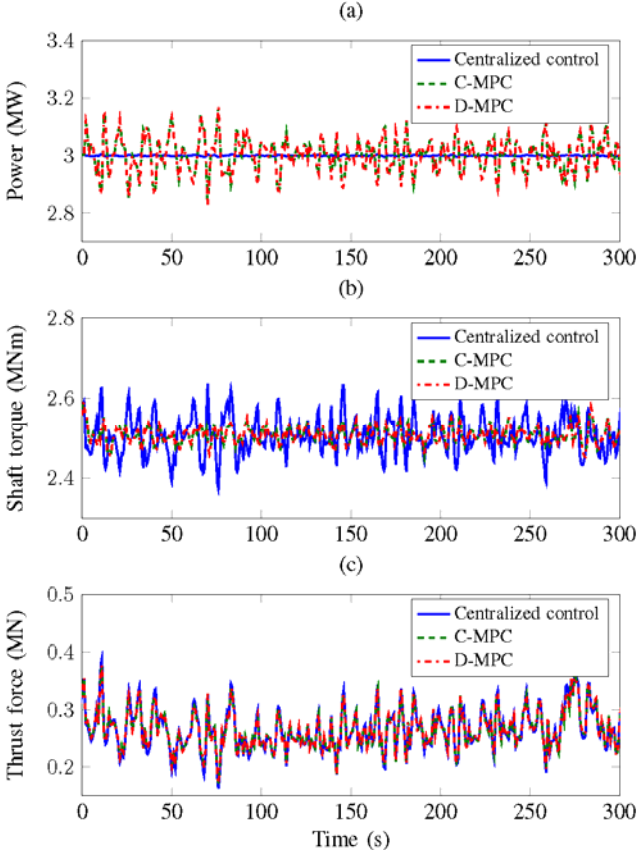 (a)
3.4
3.2
3
2.8
Power (MW)
Centralized control
C-MPC
D-MPC
0 50 100 150 200 250 300
(b)
2.8
2.6
2.4
Shaft torque (MNm)
Centralized control
C-MPC
D-MPC
0 50 100 150 200 250 300
(c)
0.5
0.4
0.3
0.2
Thrust force (MN)
Centralized control
C-MPC
D-MPC
0 50 100 150 200 250 300
Time (s)